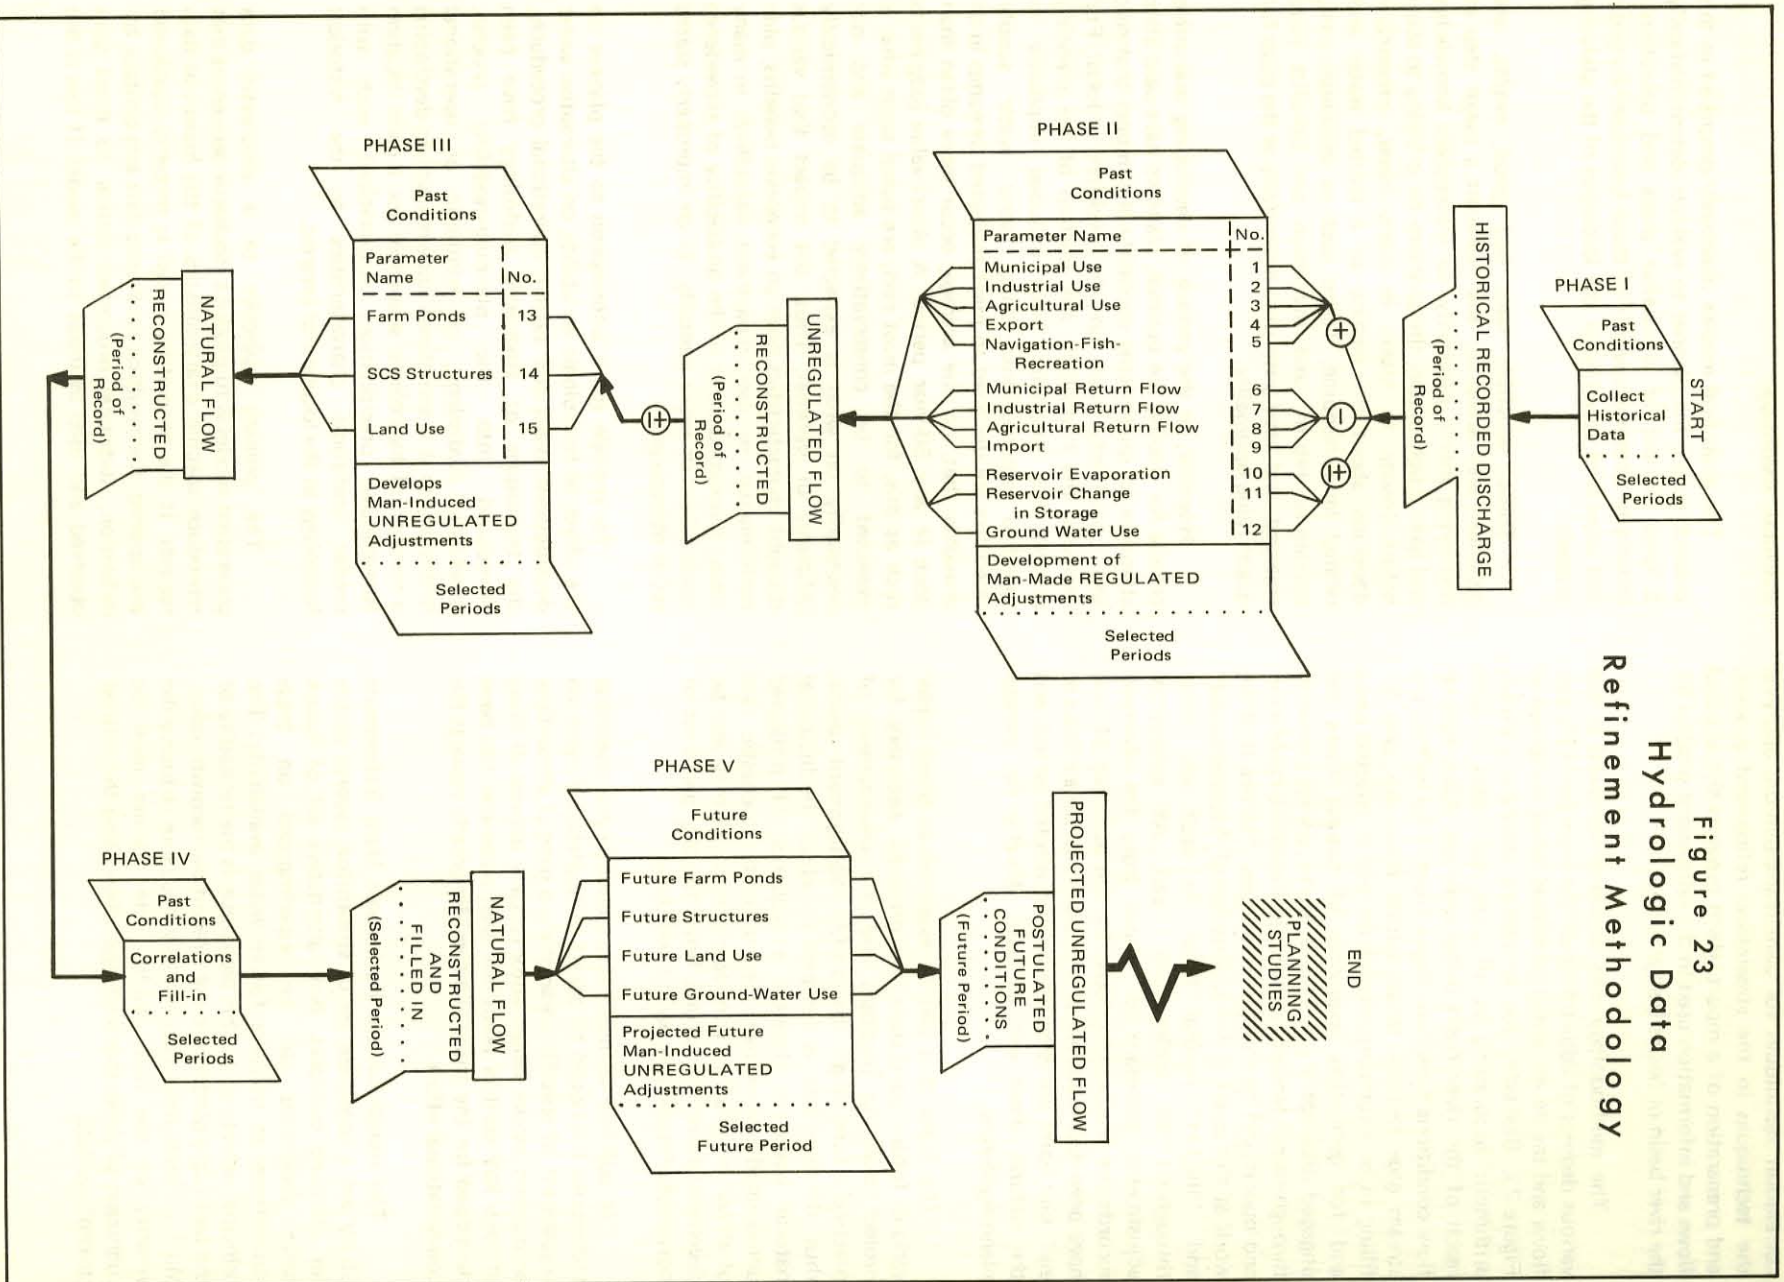 Figure 23
Hydrologic Data
Refinement Methodology
START
PHASE I
Past
Conditions
Collect
Historical
Data
Selected
Periods
HISTORICAL RECORDED DISCHARGE
(Period of
Record)
PHASE II
Past
Conditions
Parameter Name No.
Municipal Use 1
Industrial Use 2
Agricultural Use 3
Export 4
Navigation-Fish- 5
Recreation
Municipal Return Flow 6
Industrial Return Flow 7
Agricultural Return Flow 8
Import 9
Reservoir Evaporation 10
Reservoir Change 11
in Storage
Ground Water Use 12
+
−
±
Development of
Man-Made REGULATED
Adjustments
Selected
Periods
UNREGULATED FLOW
RECONSTRUCTED
(Period of
Record)
±
PHASE III
Past
Conditions
Parameter
Name No.
Farm Ponds 13
SCS Structures 14
Land Use 15
Develops
Man-Induced
UNREGULATED
Adjustments
Selected
Periods
NATURAL FLOW
RECONSTRUCTED
(Period of
Record)
PHASE IV
Past
Conditions
Correlations
and
Fill-in
Selected
Periods
NATURAL FLOW
RECONSTRUCTED
AND
FILLED IN
(Selected Period)
PHASE V
Future
Conditions
Future Farm Ponds
Future Structures
Future Land Use
Future Ground-Water Use
Projected Future
Man-Induced
UNREGULATED
Adjustments
Selected
Future Period
PROJECTED UNREGULATED FLOW
POSTULATED
FUTURE
CONDITIONS
(Future Period)
PLANNING
STUDIES
END